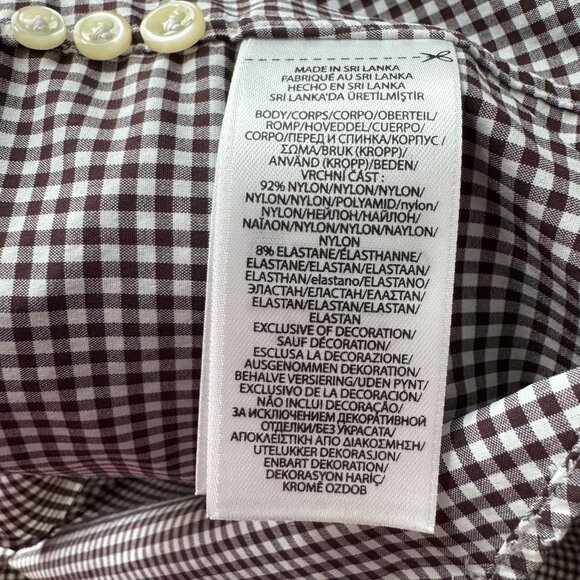 MADE IN SRI LANKA
FABRIQUÉ AU SRI LANKA
HECHO EN SRI LANKA
SRİ LANKA'DA ÜRETİLMİŞTİR
BODY/CORPS/CORPO/OBERTEIL/
ROMP/HOVEDDEL/CUERPO/
CORPO/ПЕРЕД И СПИНКА/КОРПУС /
ΣΩΜΑ/BRUK (KROPP)/
ANVÄND (KROPP)/BEDEN/
VRCHNÍ ČÁST :
92% NYLON/NYLON/NYLON/
NYLON/NYLON/POLYAMID/nylon/
NYLON/НЕЙЛОН/НАЙЛОН/
ΝΑΪΛΟΝ/NYLON/NYLON/NAYLON/
NYLON
8% ELASTANE/ÉLASTHANNE/
ELASTANE/ELASTAN/ELASTAAN/
ELASTHAN/elastano/ELASTANO/
ЭЛАСТАН/ЕЛАСТАН/ΕΛΑΣΤΑΝ/
ELASTAN/ELASTAN/ELASTAN/
ELASTAN
EXCLUSIVE OF DECORATION/
SAUF DÉCORATION/
ESCLUSA LA DECORAZIONE/
AUSGENOMMEN DEKORATION/
BEHALVE VERSIERING/UDEN PYNT/
EXCLUSIVO DE LA DECORACIÓN/
NÃO INCLUI DECORAÇÃO/
ЗА ИСКЛЮЧЕНИЕМ ДЕКОРАТИВНОЙ
ОТДЕЛКИ/БЕЗ УКРАСАТА/
ΑΠΟΚΛΕΙΣΤΙΚΗ ΑΠΟ ΔΙΑΚΟΣΜΗΣΗ/
UTELUKKER DEKORASJON/
ENBART DEKORATION/
DEKORASYON HARİÇ/
KROMĚ OZDOB